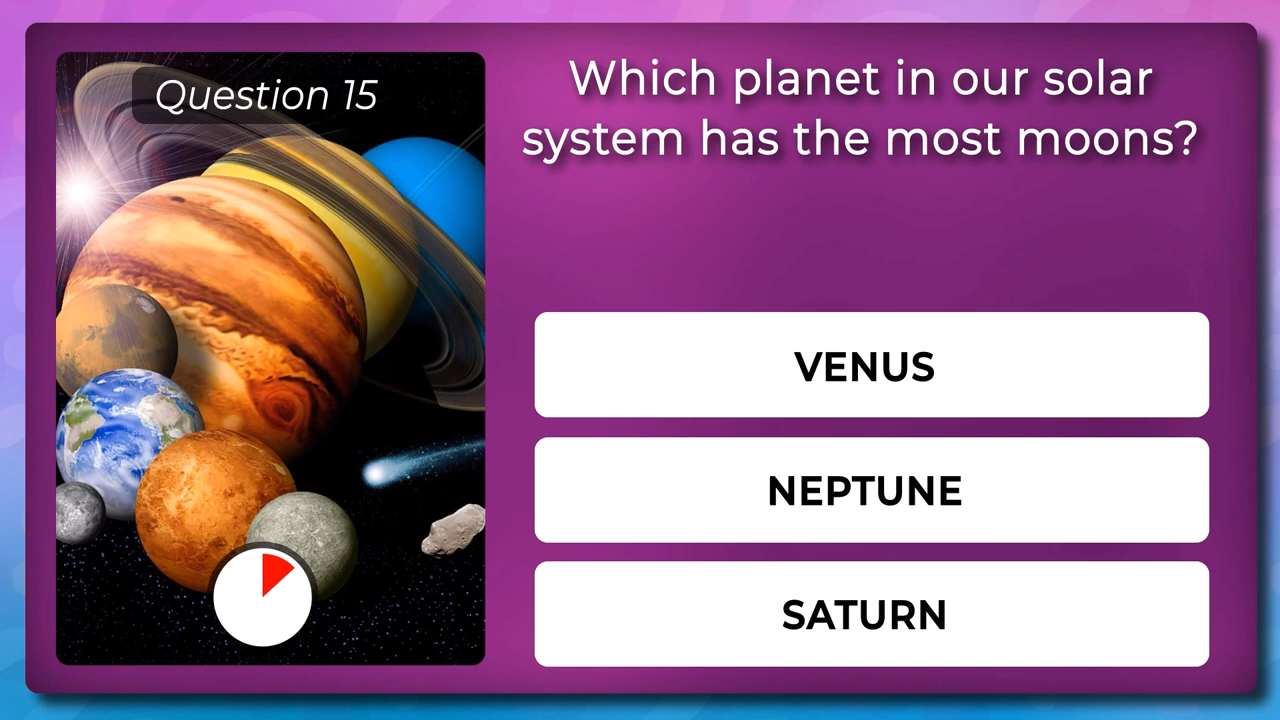 Question 15
Which planet in our solar
system has the most moons?
VENUS
NEPTUNE
SATURN